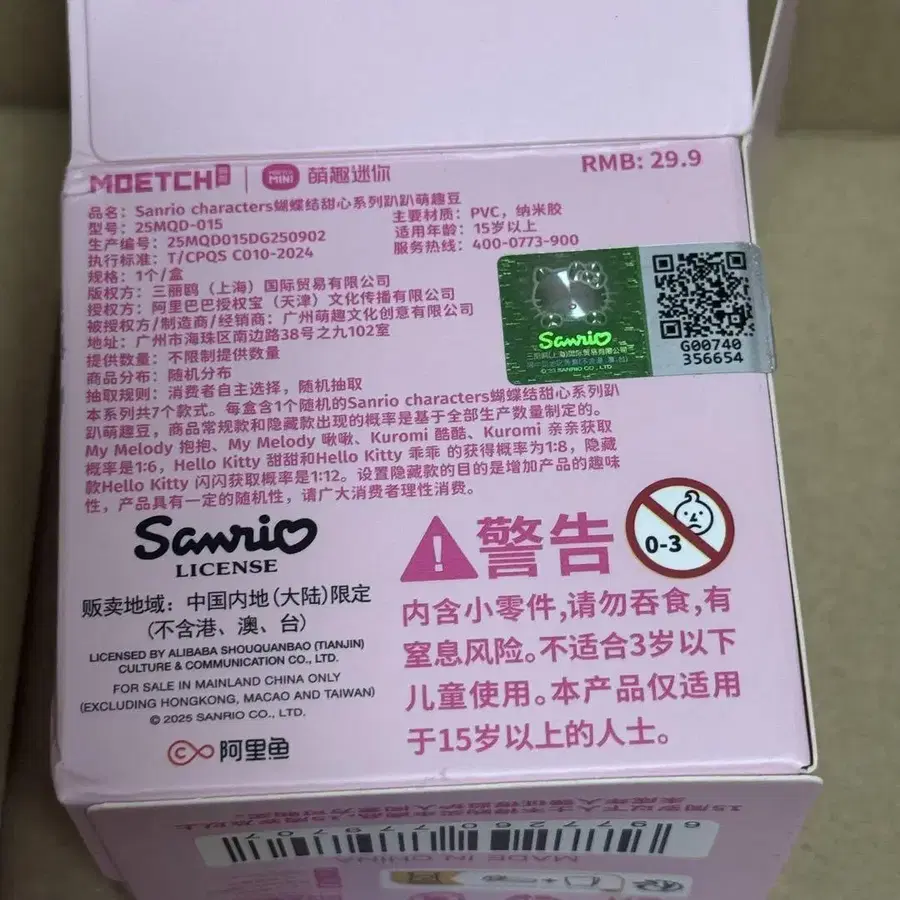 MOETCH
MOETCH MINI 萌趣迷你
RMB: 29.9
品名：Sanrio characters蝴蝶结甜心系列趴趴萌趣豆
型号：25MQD-015
主要材质：PVC，纳米胶
生产编号：25MQD015DG250902
适用年龄：15岁以上
执行标准：T/CPQS C010-2024
服务热线：400-0773-900
规格：1个/盒
版权方：三丽鸥（上海）国际贸易有限公司
授权方：阿里巴巴授权宝（天津）文化传播有限公司
被授权方/制造商/经销商：广州萌趣文化创意有限公司
地址：广州市海珠区南边路38号之九102室
提供数量：不限制提供数量
商品分布：随机分布
抽取规则：消费者自主选择，随机抽取
本系列共7个款式。每盒含1个随机的Sanrio characters蝴蝶结甜心系列趴
趴萌趣豆，商品常规款和隐藏款出现的概率是基于全部生产数量制定的。
My Melody 抱抱、My Melody 啾啾、Kuromi 酷酷、Kuromi 亲亲获取
概率是1:6，Hello Kitty 甜甜和Hello Kitty 乖乖 的获得概率为1:8，隐藏
款Hello Kitty 闪闪获取概率是1:12。设置隐藏款的目的是增加产品的趣味
性，产品具有一定的随机性，请广大消费者理性消费。
Sanrio
三丽鸥(上海)国际贸易有限公司
© 2025 SANRIO CO., LTD.
G00740
356654
Sanrio
LICENSE
贩卖地域：中国内地(大陆)限定
(不含港、澳、台)
LICENSED BY ALIBABA SHOUQUANBAO (TIANJIN)
CULTURE & COMMUNICATION CO., LTD.
FOR SALE IN MAINLAND CHINA ONLY
(EXCLUDING HONGKONG, MACAO AND TAIWAN)
© 2025 SANRIO CO., LTD.
阿里鱼
警告
0-3
内含小零件,请勿吞食,有
窒息风险。不适合3岁以下
儿童使用。本产品仅适用
于15岁以上的人士。
MADE IN CHINA